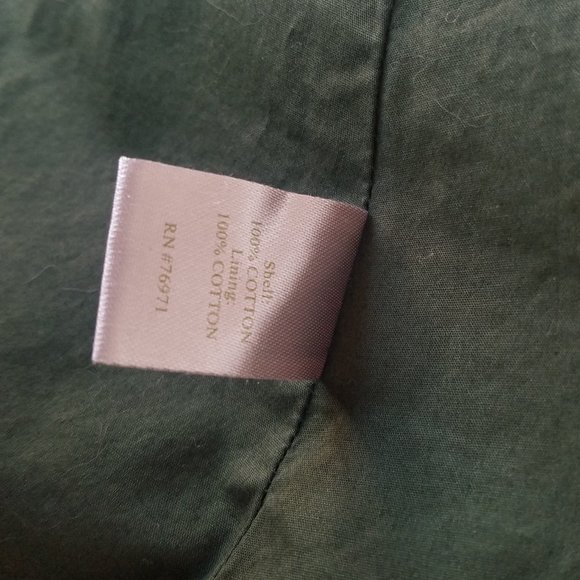 Shell:
100% COTTON
Lining:
100% COTTON
RN #76971